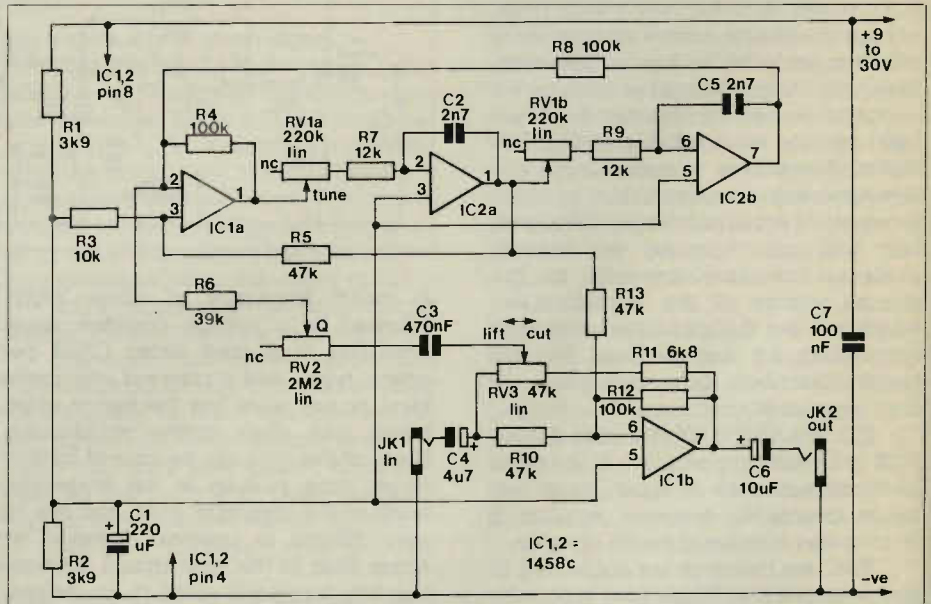 R8 100k
+9
to
30V
IC1,2
pin8
C5 2n7
R1
3k9
R4
100k
RV1a
220k
lin
C2
2n7
RV1b
220k
lin
nc
R7
12k
nc
R9
12k
6
7
5
2
1
3
tune
2
1
3
IC2b
IC1a
IC2a
R3
10k
R5
47k
R6
39k
C3
470nF
R13
47k
C7
100
nF
Q
lift
cut
nc
RV2
2M2
lin
R11 6k8
RV3 47k
lin
R12
100k
JK2
out
JK1
In
C4
4u7
+
R10
47k
6
7
5
+
IC1b
C6
10uF
+
C1
220
uF
R2
3k9
IC1,2
pin4
IC1,2 =
1458c
-ve